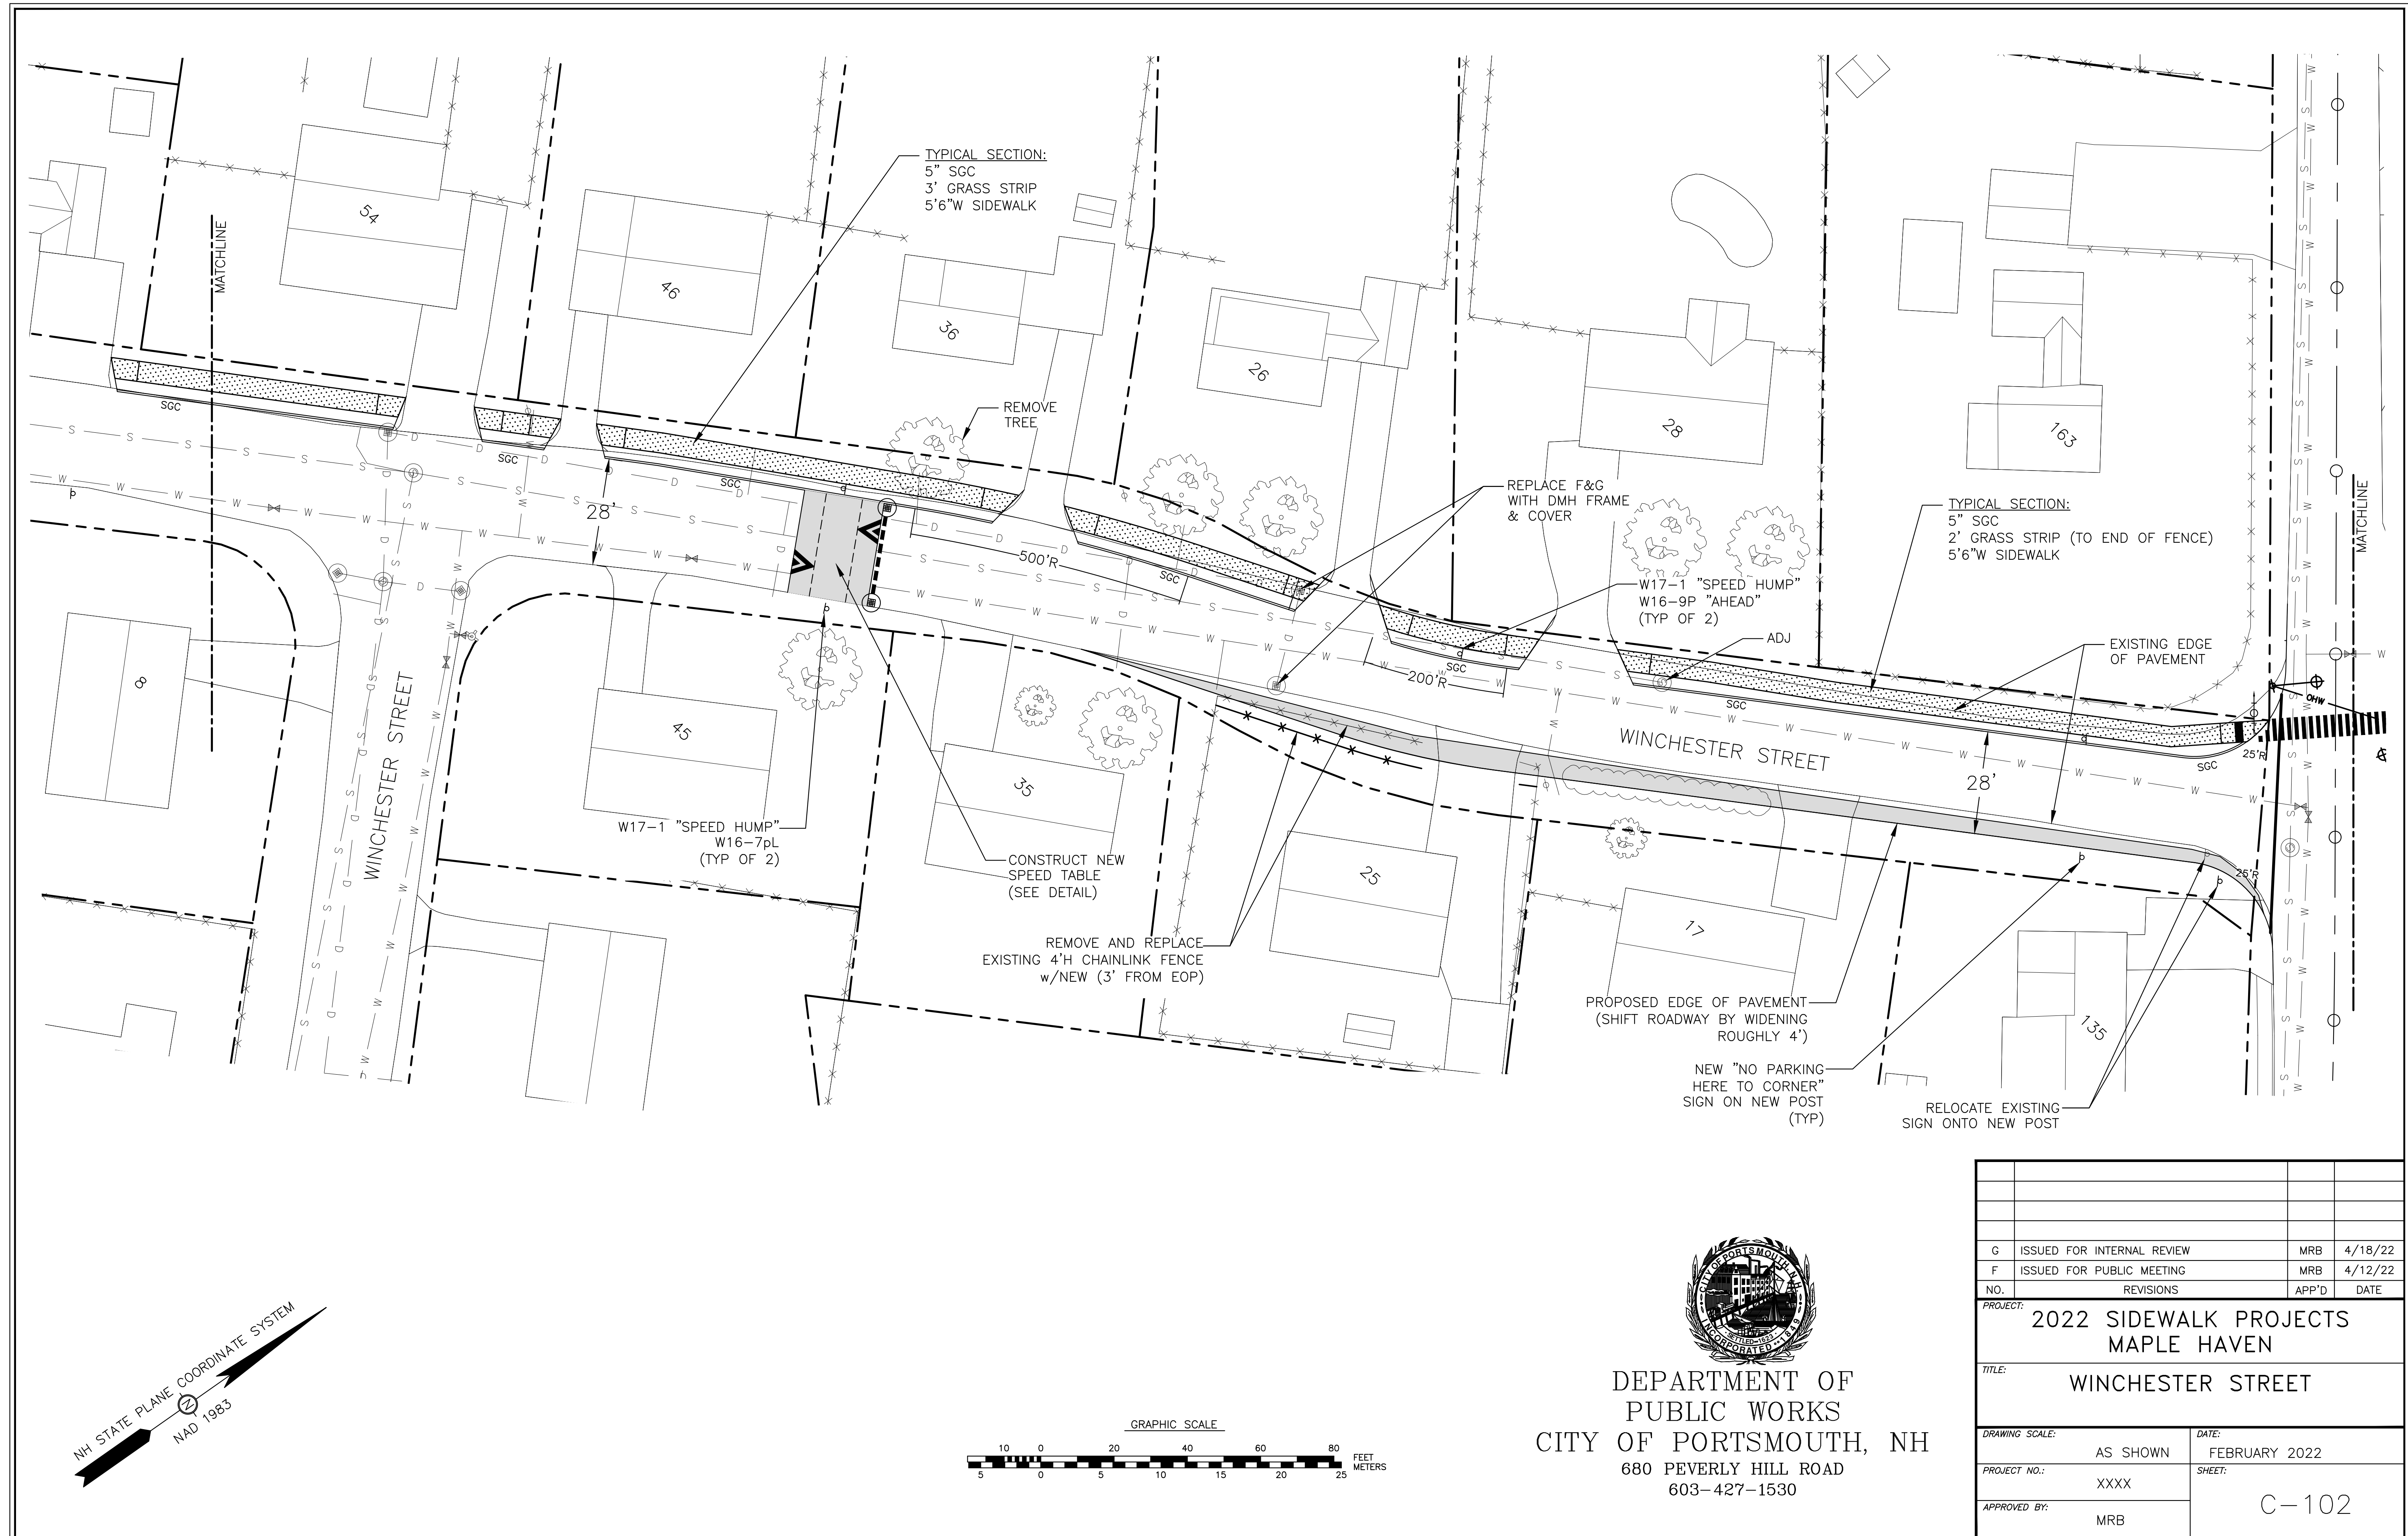 TYPICAL SECTION:
5" SGC
3' GRASS STRIP
5'6"W SIDEWALK
MATCHLINE
54
46
36
26
28
163
REMOVE
TREE
REPLACE F&G
WITH DMH FRAME
& COVER
TYPICAL SECTION:
5" SGC
2' GRASS STRIP (TO END OF FENCE)
5'6"W SIDEWALK
MATCHLINE
W17-1 "SPEED HUMP"
W16-9P "AHEAD"
(TYP OF 2)
ADJ
EXISTING EDGE
OF PAVEMENT
SGC
SGC
SGC
SGC
SGC
SGC
SGC
28'
500'R
200'R
28'
25'R
25'R
OHW
WINCHESTER STREET
WINCHESTER STREET
8
45
35
25
17
135
W17-1 "SPEED HUMP"
W16-7pL
(TYP OF 2)
CONSTRUCT NEW
SPEED TABLE
(SEE DETAIL)
REMOVE AND REPLACE
EXISTING 4'H CHAINLINK FENCE
w/NEW (3' FROM EOP)
PROPOSED EDGE OF PAVEMENT
(SHIFT ROADWAY BY WIDENING
ROUGHLY 4')
NEW "NO PARKING
HERE TO CORNER"
SIGN ON NEW POST
(TYP)
RELOCATE EXISTING
SIGN ONTO NEW POST
NH STATE PLANE COORDINATE SYSTEM
N
NAD 1983
GRAPHIC SCALE
10 0 20 40 60 80 FEET
5 0 5 10 15 20 25 METERS
CITY OF PORTSMOUTH, N.H.
SETTLED-1623
INCORPORATED 1849
DEPARTMENT OF
PUBLIC WORKS
CITY OF PORTSMOUTH, NH
680 PEVERLY HILL ROAD
603-427-1530
G ISSUED FOR INTERNAL REVIEW MRB 4/18/22
F ISSUED FOR PUBLIC MEETING MRB 4/12/22
NO. REVISIONS APP'D DATE
PROJECT:
2022 SIDEWALK PROJECTS
MAPLE HAVEN
TITLE:
WINCHESTER STREET
DRAWING SCALE: AS SHOWN
DATE: FEBRUARY 2022
PROJECT NO.: XXXX
SHEET: C-102
APPROVED BY: MRB